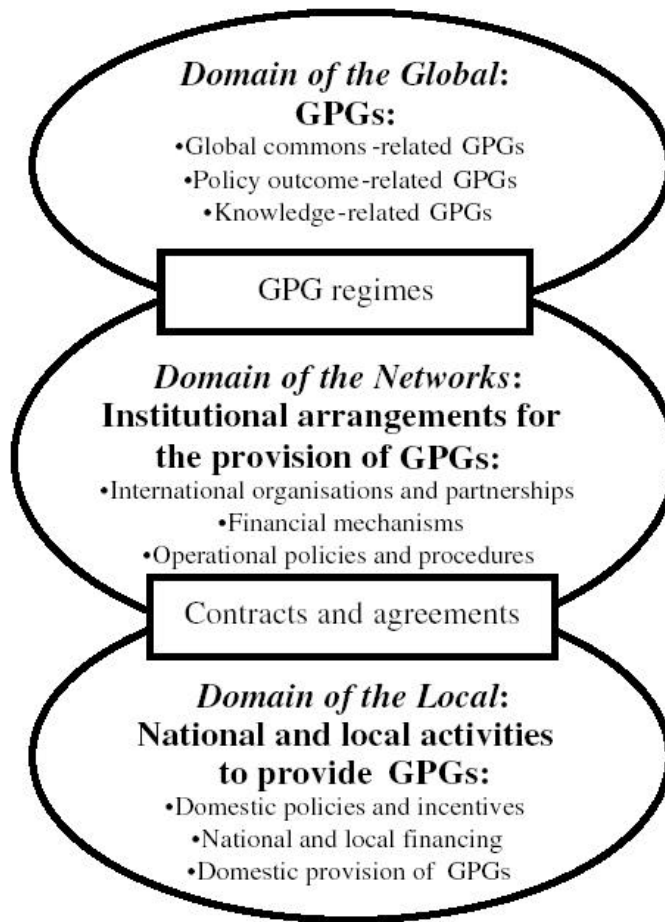 Domain of the Global:
GPGs:
•Global commons-related GPGs
•Policy outcome-related GPGs
•Knowledge-related GPGs
GPG regimes
Domain of the Networks:
Institutional arrangements for
the provision of GPGs:
•International organisations and partnerships
•Financial mechanisms
•Operational policies and procedures
Contracts and agreements
Domain of the Local:
National and local activities
to provide GPGs:
•Domestic policies and incentives
•National and local financing
•Domestic provision of GPGs